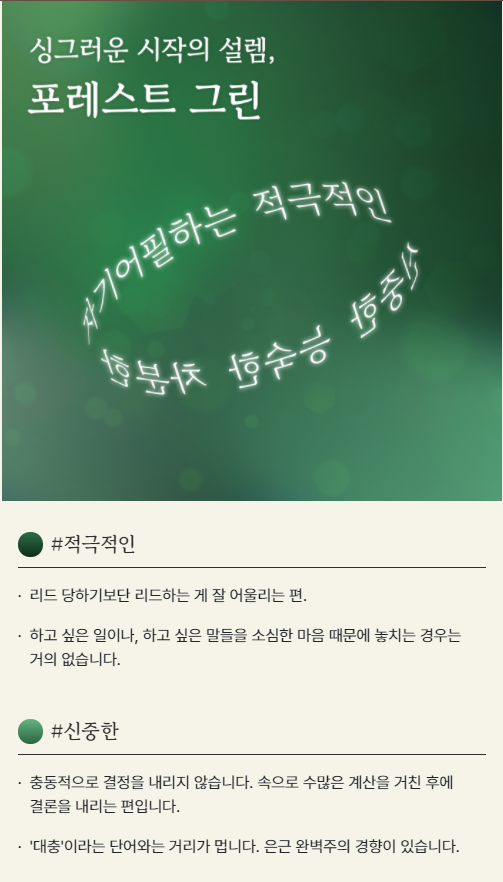 싱그러운 시작의 설렘,
포레스트 그린
자기어필하는 적극적인
신중한 능숙한 차분한
#적극적인
· 리드 당하기보단 리드하는 게 잘 어울리는 편.
· 하고 싶은 일이나, 하고 싶은 말들을 소심한 마음 때문에 놓치는 경우는
거의 없습니다.
#신중한
· 충동적으로 결정을 내리지 않습니다. 속으로 수많은 계산을 거친 후에
결론을 내리는 편입니다.
· '대충'이라는 단어와는 거리가 멉니다. 은근 완벽주의 경향이 있습니다.